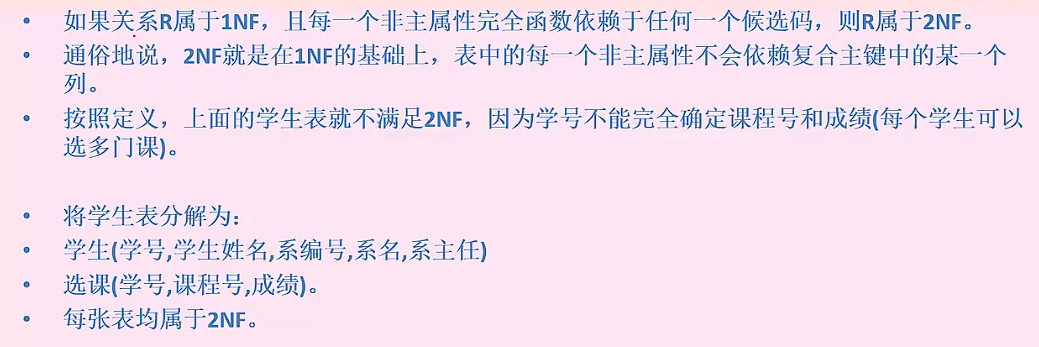 • 如果关系R属于1NF，且每一个非主属性完全函数依赖于任何一个候选码，则R属于2NF。
• 通俗地说，2NF就是在1NF的基础上，表中的每一个非主属性不会依赖复合主键中的某一个
列。
• 按照定义，上面的学生表就不满足2NF，因为学号不能完全确定课程号和成绩(每个学生可以
选多门课)。
• 将学生表分解为：
• 学生(学号,学生姓名,系编号,系名,系主任)
• 选课(学号,课程号,成绩)。
• 每张表均属于2NF。